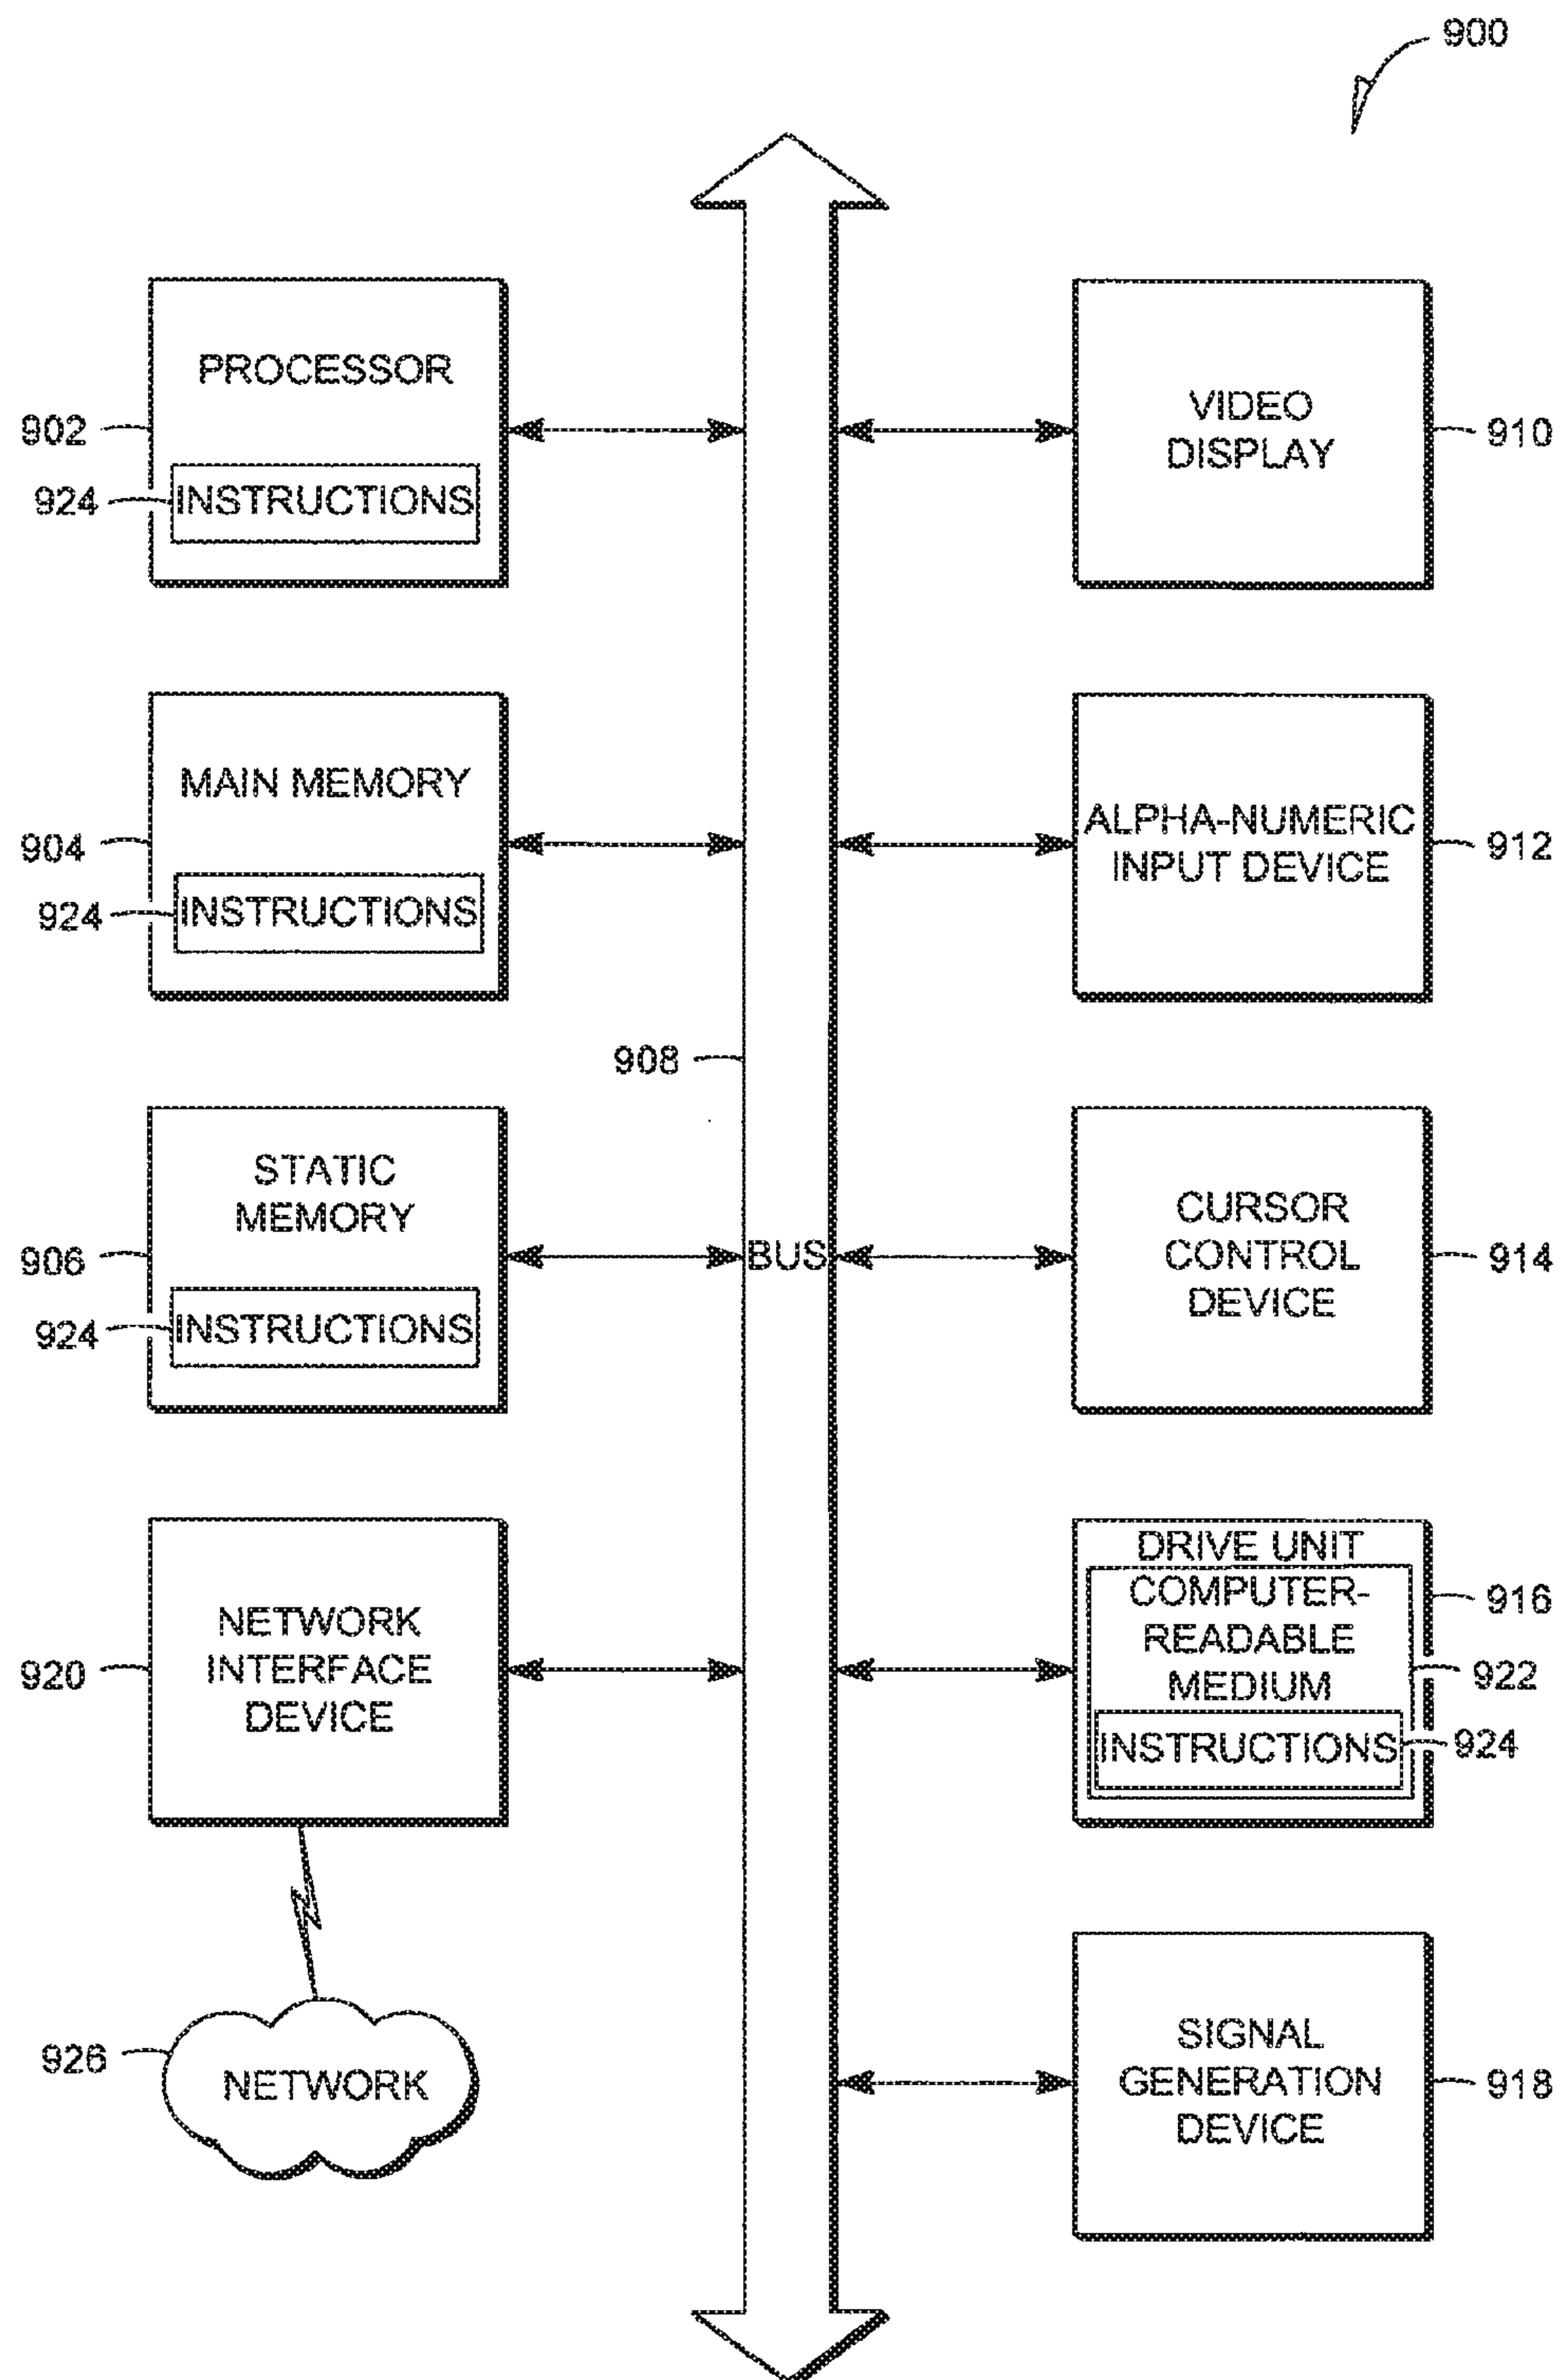 900
PROCESSOR
902
924
INSTRUCTIONS
VIDEO
DISPLAY
910
MAIN MEMORY
904
924
INSTRUCTIONS
ALPHA-NUMERIC
INPUT DEVICE
912
908
BUS
STATIC
MEMORY
906
924
INSTRUCTIONS
CURSOR
CONTROL
DEVICE
914
NETWORK
INTERFACE
DEVICE
920
DRIVE UNIT
COMPUTER-
READABLE
MEDIUM
INSTRUCTIONS
916
922
924
926
NETWORK
SIGNAL
GENERATION
DEVICE
918